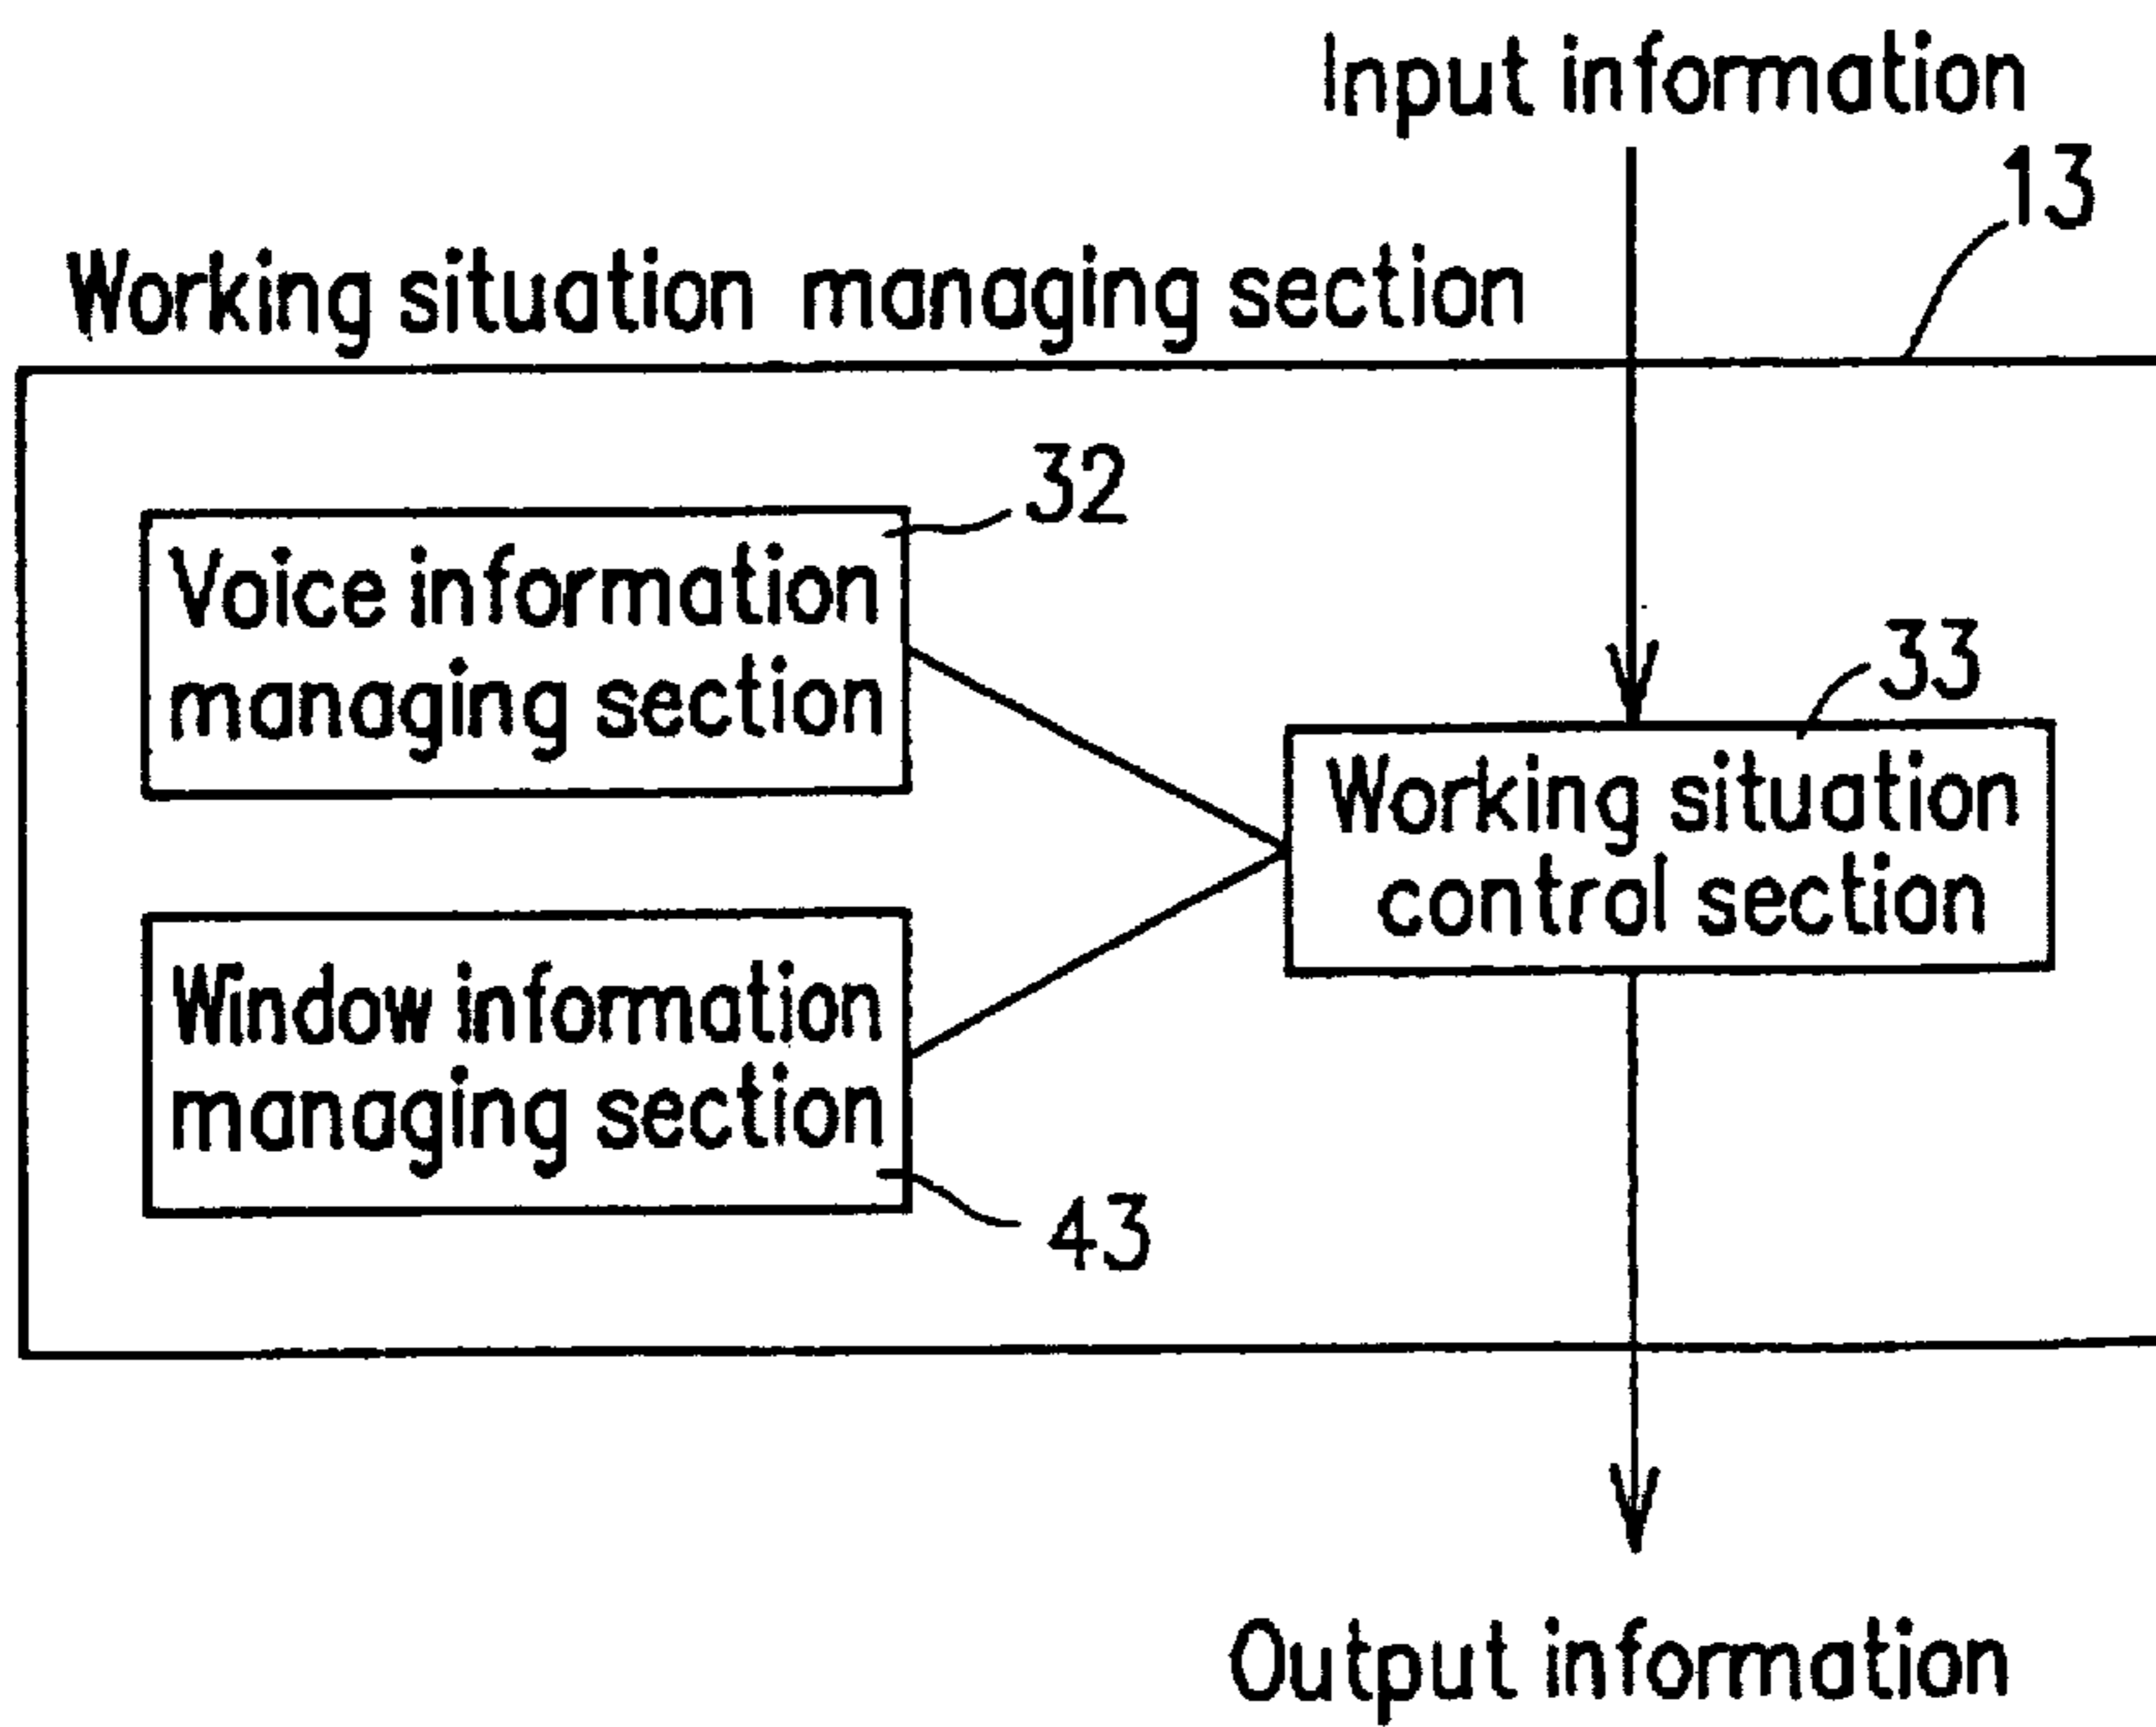 Input information
13
Working situation managing section
32
Voice information
managing section
33
Working situation
control section
Window information
managing section
43
Output information